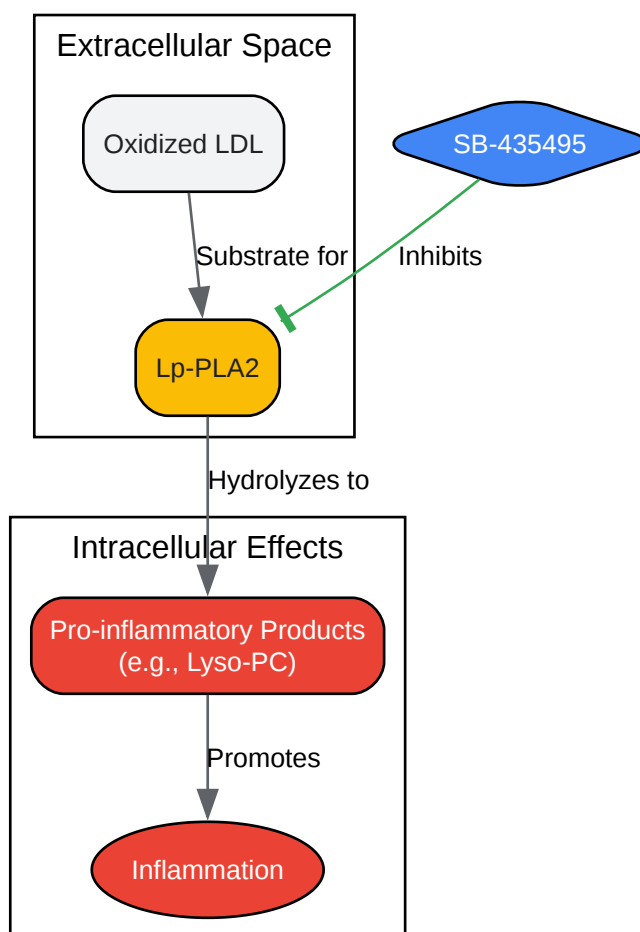 Extracellular Space
Oxidized LDL
SB-435495
Substrate for
Inhibits
Lp-PLA2
Hydrolyzes to
Intracellular Effects
Pro-inflammatory Products
(e.g., Lyso-PC)
Promotes
Inflammation